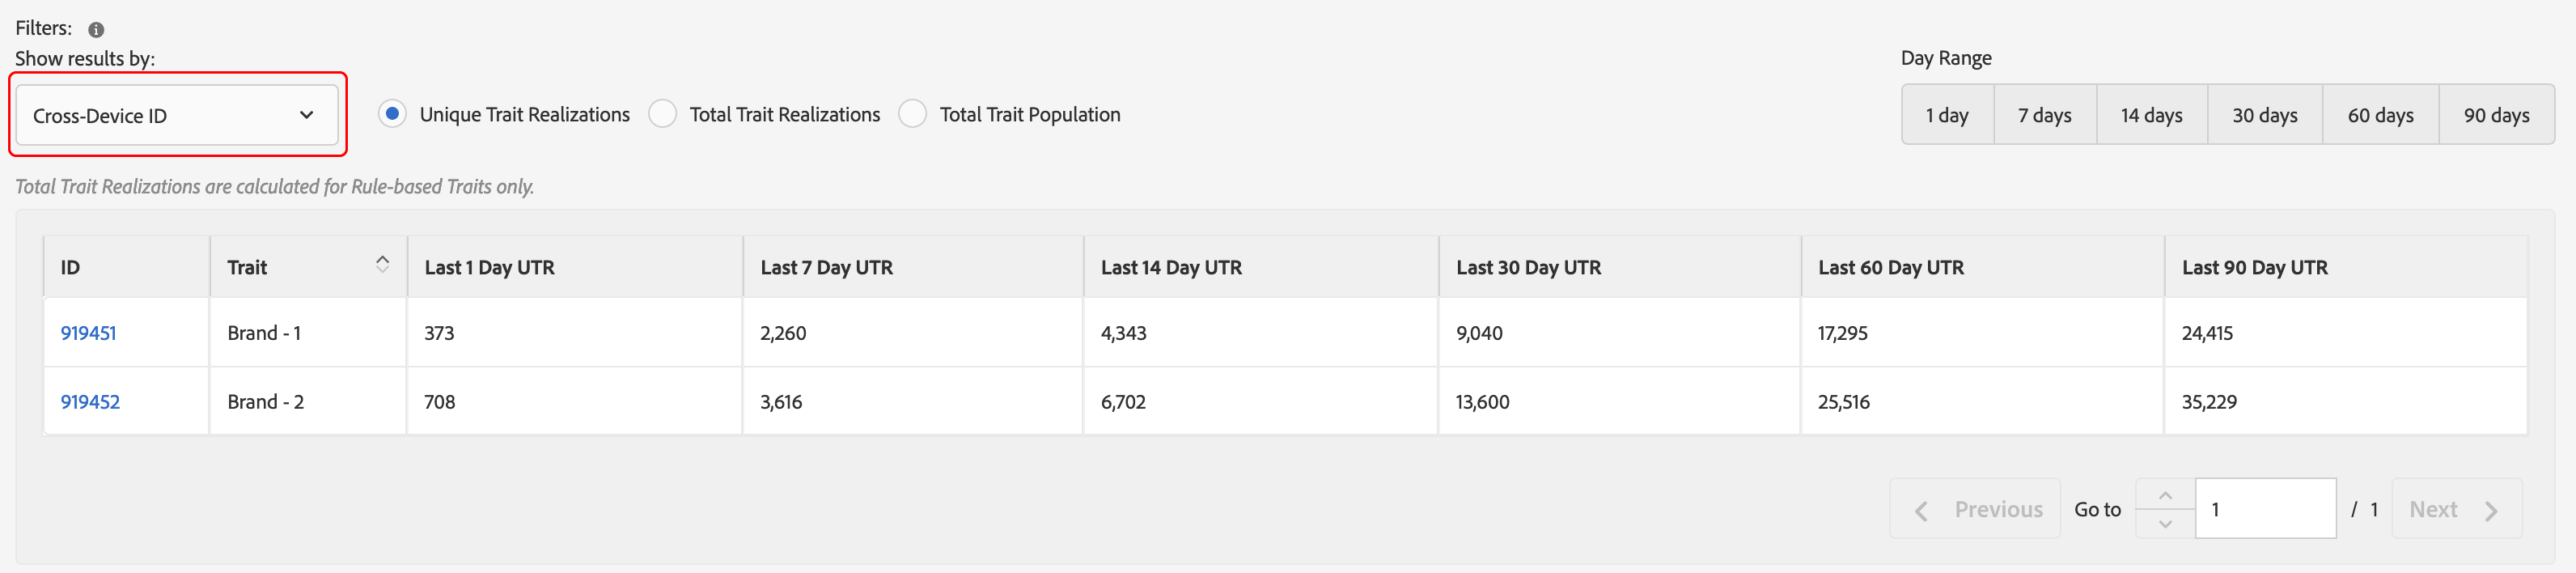 Filters:
Show results by:
Day Range
Cross-Device ID
Unique Trait Realizations
Total Trait Realizations
Total Trait Population
1 day
7 days
14 days
30 days
60 days
90 days
Total Trait Realizations are calculated for Rule-based Traits only.
ID Trait Last 1 Day UTR Last 7 Day UTR Last 14 Day UTR Last 30 Day UTR Last 60 Day UTR Last 90 Day UTR
919451 Brand - 1 373 2,260 4,343 9,040 17,295 24,415
919452 Brand - 2 708 3,616 6,702 13,600 25,516 35,229
Previous Go to 1 / 1 Next